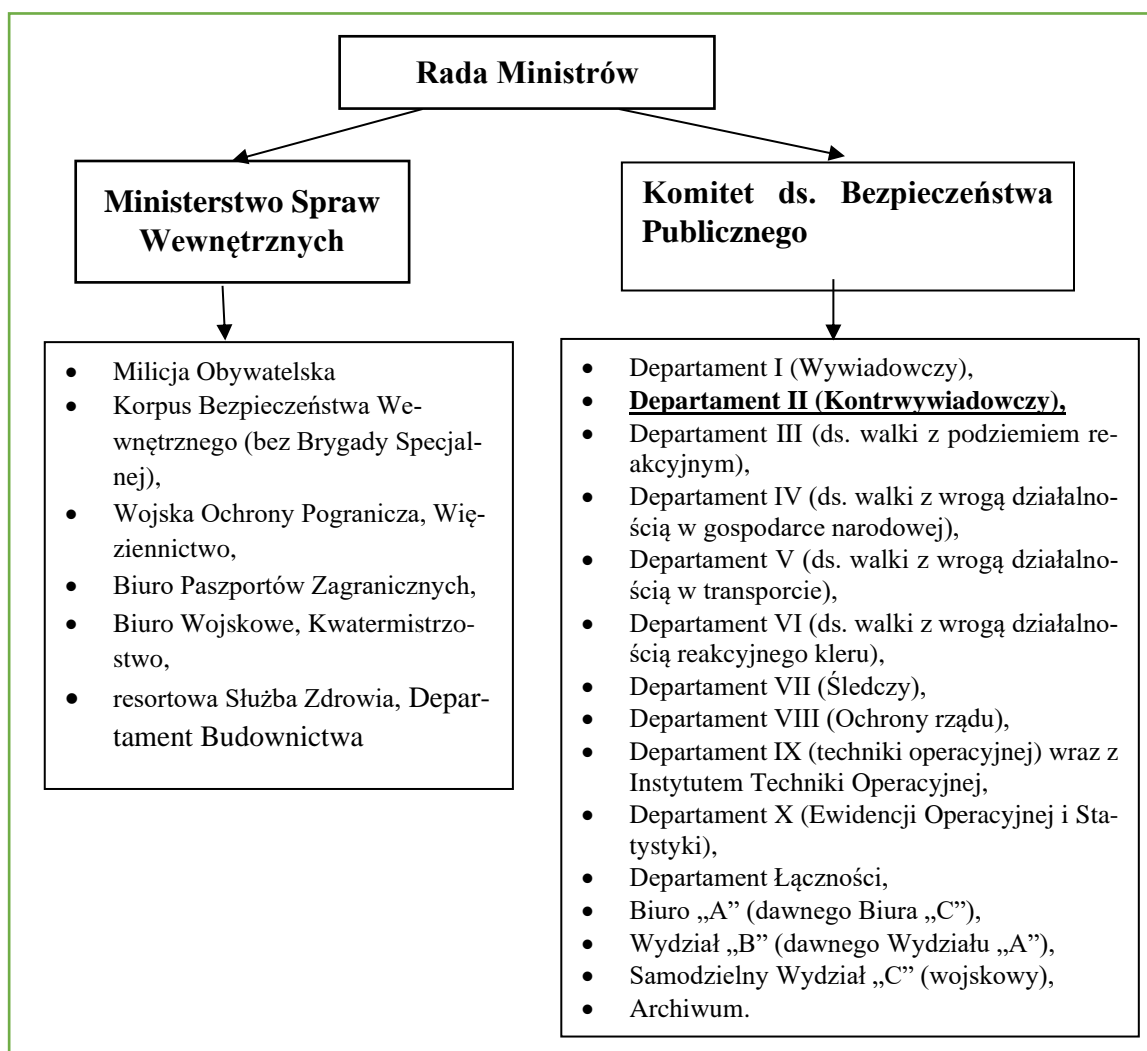 Rada Ministrów
Ministerstwo Spraw
Wewnętrznych
Komitet ds. Bezpieczeństwa
Publicznego
• Milicja Obywatelska
• Korpus Bezpieczeństwa We-
wnętrznego (bez Brygady Specjal-
nej),
• Wojska Ochrony Pogranicza, Wię-
ziennictwo,
• Biuro Paszportów Zagranicznych,
• Biuro Wojskowe, Kwatermistrzo-
stwo,
• resortowa Służba Zdrowia, Depar-
tament Budownictwa
• Departament I (Wywiadowczy),
• Departament II (Kontrwywiadowczy),
• Departament III (ds. walki z podziemiem re-
akcyjnym),
• Departament IV (ds. walki z wrogą działalno-
ścią w gospodarce narodowej),
• Departament V (ds. walki z wrogą działalno-
ścią w transporcie),
• Departament VI (ds. walki z wrogą działalno-
ścią reakcyjnego kleru),
• Departament VII (Śledczy),
• Departament VIII (Ochrony rządu),
• Departament IX (techniki operacyjnej) wraz z
Instytutem Techniki Operacyjnej,
• Departament X (Ewidencji Operacyjnej i Sta-
tystyki),
• Departament Łączności,
• Biuro „A” (dawnego Biura „C”),
• Wydział „B” (dawnego Wydziału „A”),
• Samodzielny Wydział „C” (wojskowy),
• Archiwum.